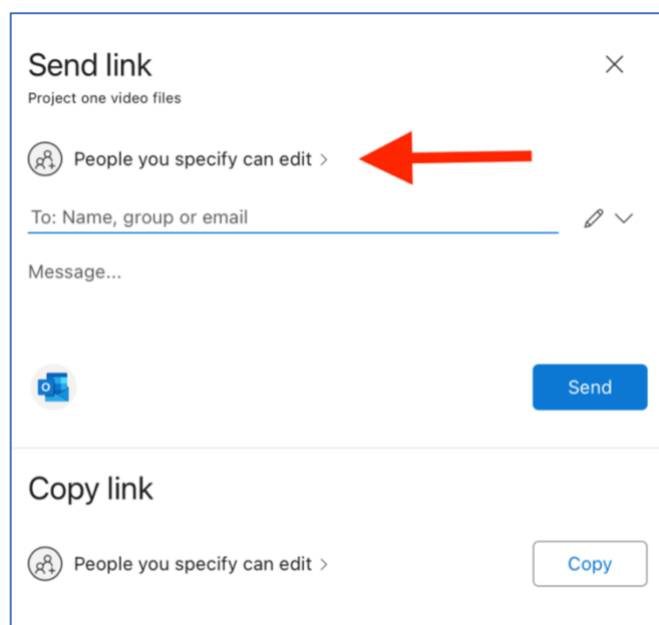 Send link
Project one video files
People you specify can edit >
To: Name, group or email
Message...
Send
Copy link
People you specify can edit >
Copy